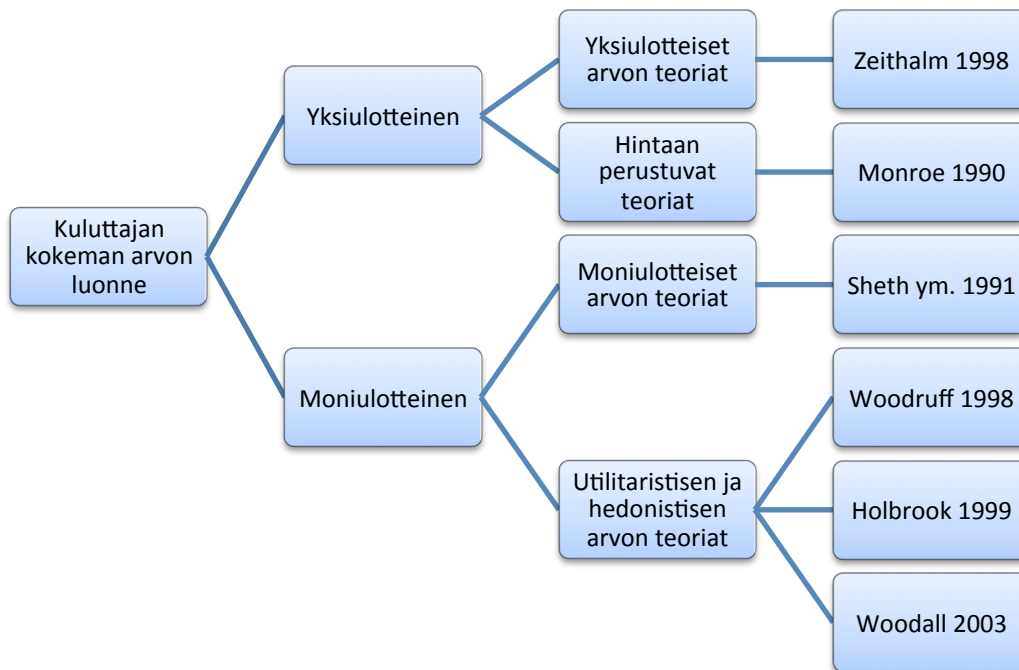 Kuluttajan
kokeman arvon
luonne
Yksiulotteinen
Yksiulotteiset
arvon teoriat
Zeithalm 1998
Hintaan
perustuvat
teoriat
Monroe 1990
Moniulotteinen
Moniulotteiset
arvon teoriat
Sheth ym. 1991
Utilitaristisen ja
hedonistisen
arvon teoriat
Woodruff 1998
Holbrook 1999
Woodall 2003